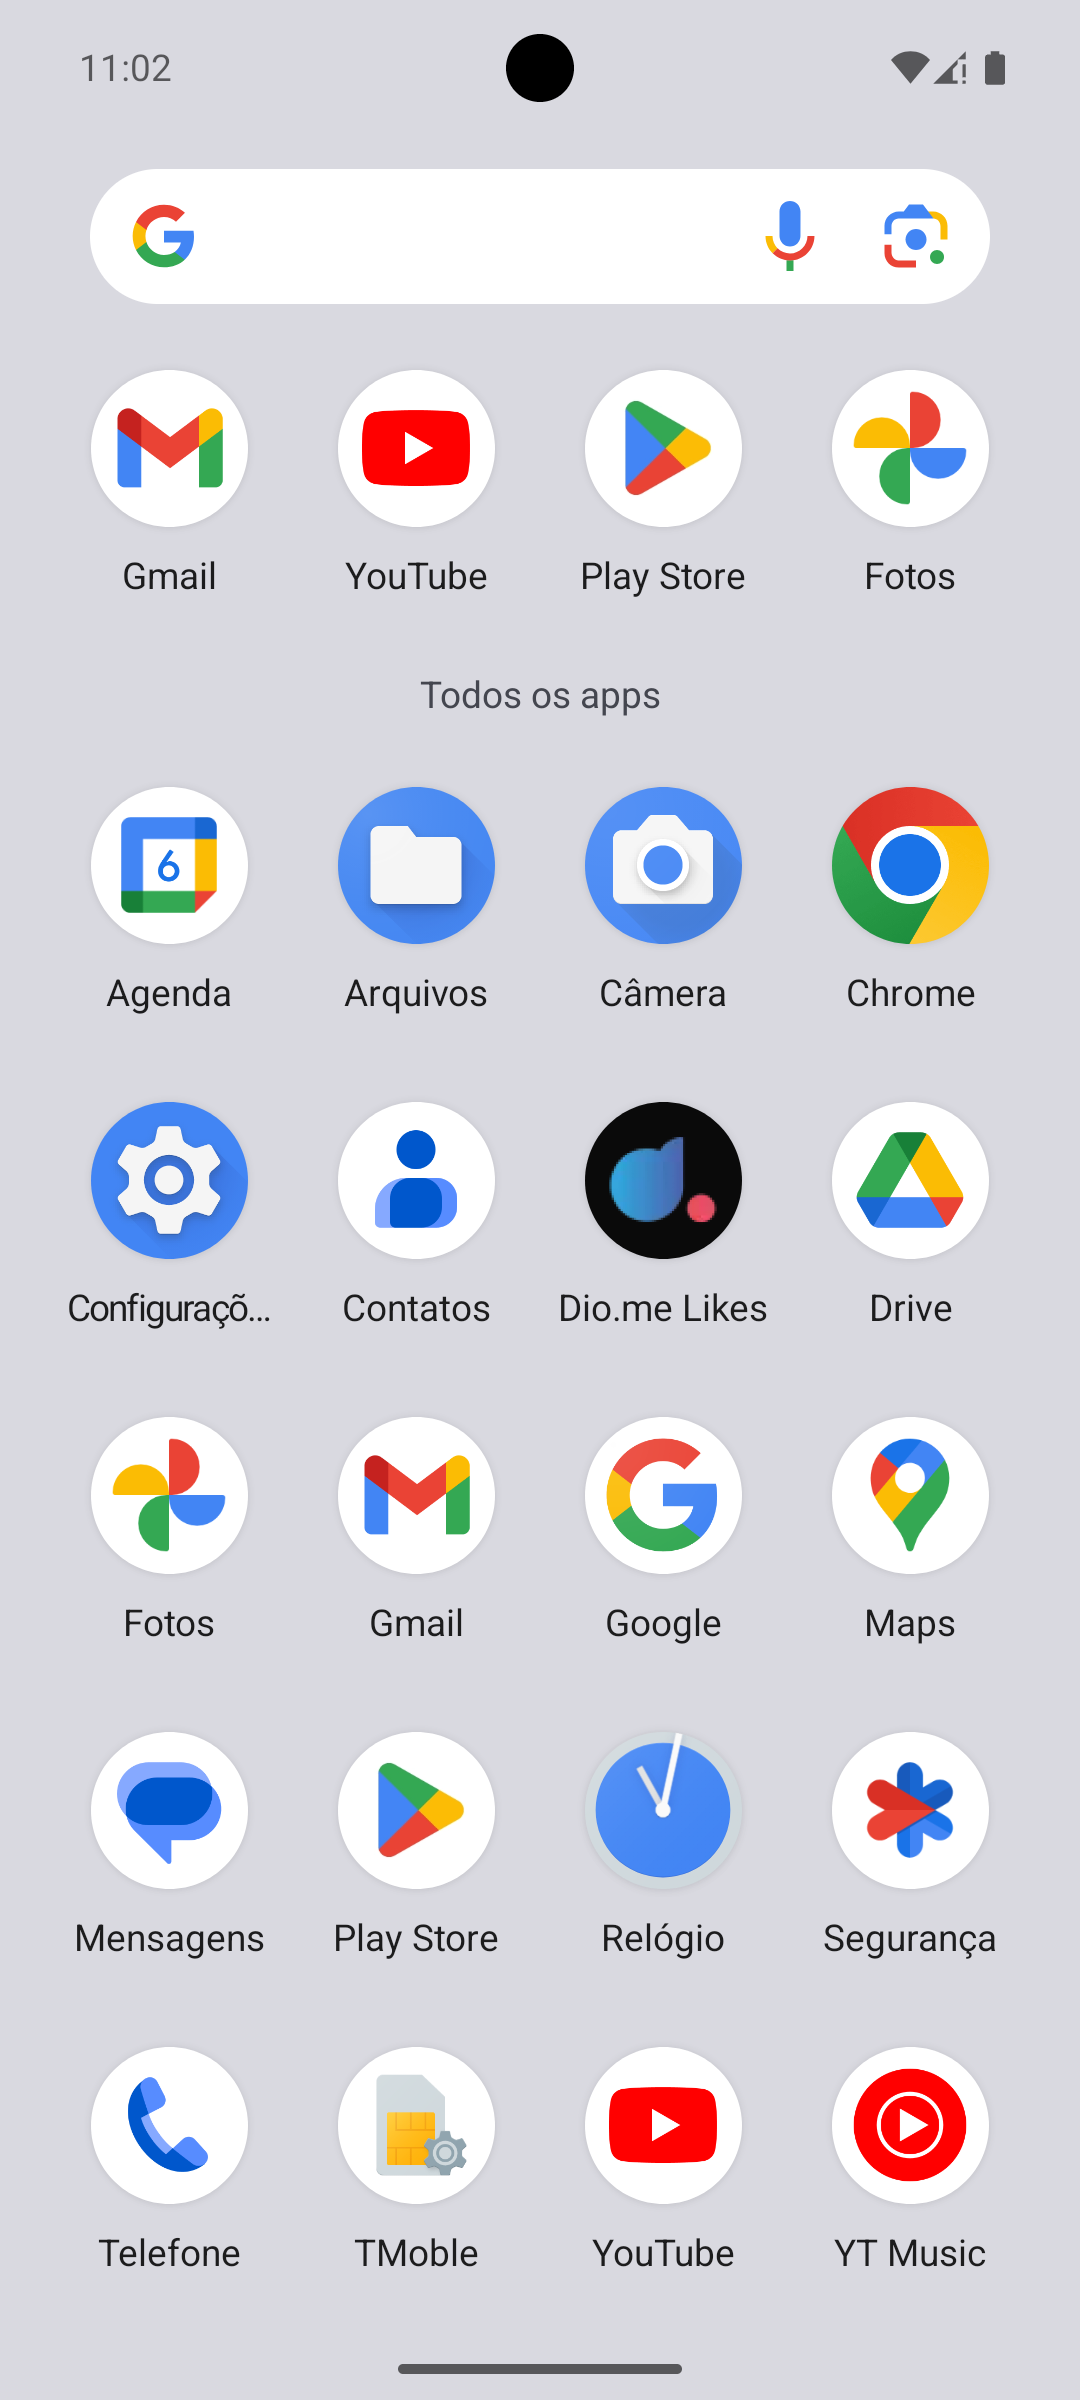 11:02
Gmail YouTube Play Store Fotos
Todos os apps
6
Agenda Arquivos Câmera Chrome
Configuraçõ... Contatos Dio.me Likes Drive
Fotos Gmail Google Maps
Mensagens Play Store Relógio Segurança
Telefone TMoble YouTube YT Music